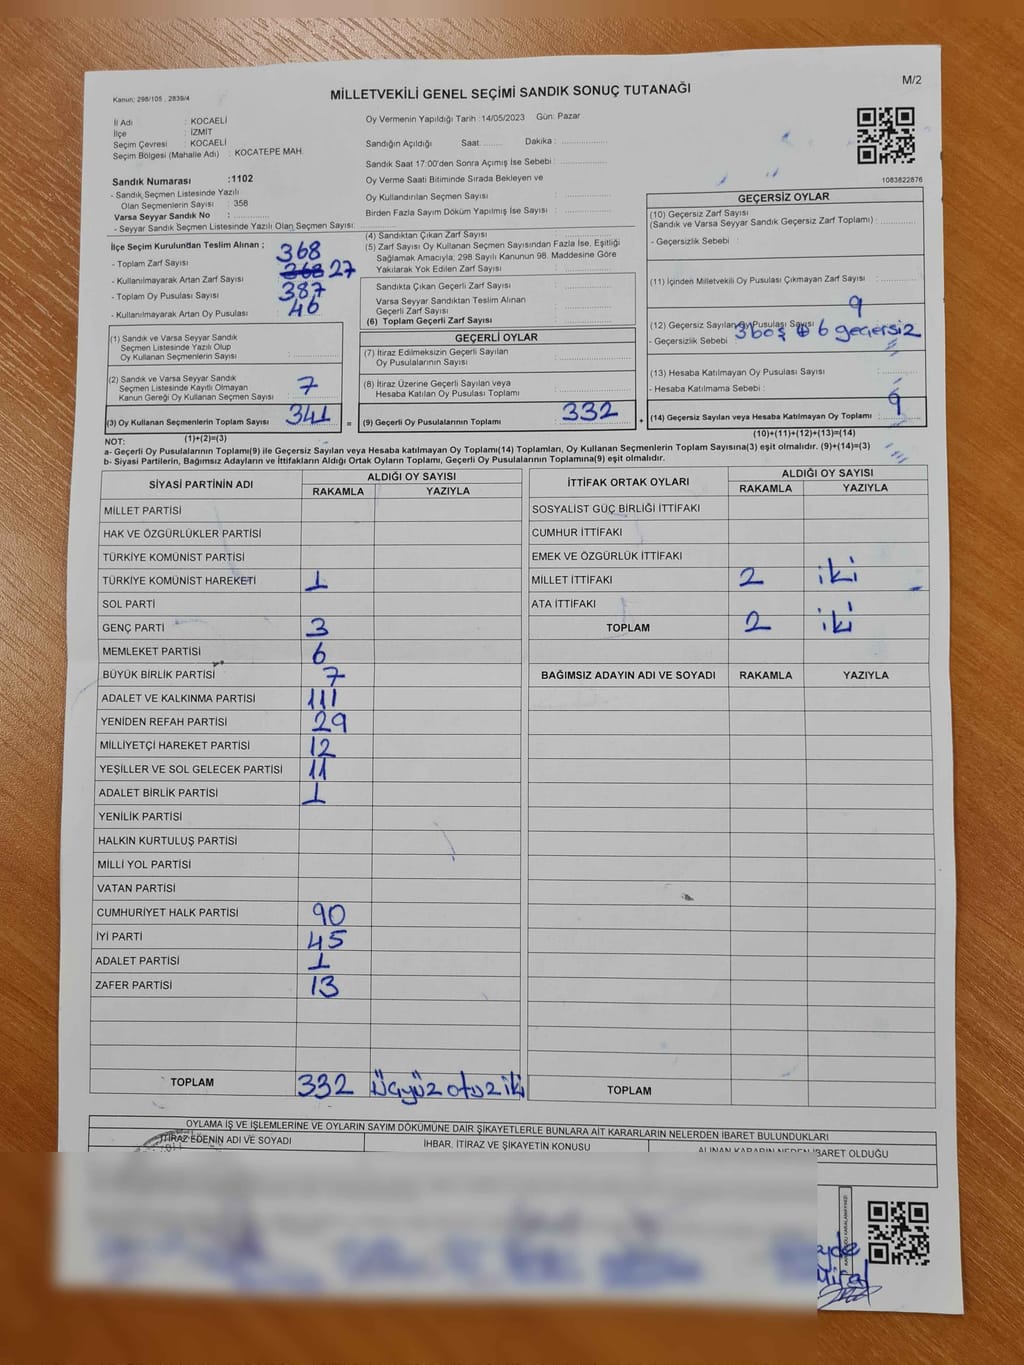 M/2
Kanun; 298/105 , 2839/4
MİLLETVEKİLİ GENEL SEÇİMİ SANDIK SONUÇ TUTANAĞI
İl Adı : KOCAELİ
İlçe : İZMİT
Seçim Çevresi : KOCAELİ
Seçim Bölgesi (Mahalle Adı) : KOCATEPE MAH.
Sandık Numarası :1102
- Sandık Seçmen Listesinde Yazılı
Olan Seçmenlerin Sayısı : 358
Varsa Seyyar Sandık No : ............
- Seyyar Sandık Seçmen Listesinde Yazılı Olan Seçmen Sayısı: ............
Oy Vermenin Yapıldığı Tarih :14/05/2023 Gün: Pazar
Sandığın Açıldığı Saat: ....... Dakika: ............
Sandık Saat 17:00'den Sonra Açımış İse Sebebi : ............
Oy Verme Saati Bitiminde Sırada Bekleyen ve
Oy Kullandırılan Seçmen Sayısı : ............
Birden Fazla Sayım Döküm Yapılmış İse Sayısı : ............
1083822876
İlçe Seçim Kurulundan Teslim Alınan ;
- Toplam Zarf Sayısı : 368
- Kullanılmayarak Artan Zarf Sayısı : 368 27
- Toplam Oy Pusulası Sayısı : 387
- Kullanılmayarak Artan Oy Pusulası : 46
(1) Sandık ve Varsa Seyyar Sandık
Seçmen Listesinde Yazılı Olup
Oy Kullanan Seçmenlerin Sayısı : ............
(2) Sandık ve Varsa Seyyar Sandık
Seçmen Listesinde Kayıtlı Olmayan
Kanun Gereği Oy Kullanan Seçmen Sayısı : 7
(3) Oy Kullanan Seçmenlerin Toplam Sayısı : 341
(4) Sandıktan Çıkan Zarf Sayısı : ............
(5) Zarf Sayısı Oy Kullanan Seçmen Sayısından Fazla İse, Eşitliği
Sağlamak Amacıyla; 298 Sayılı Kanunun 98. Maddesine Göre
Yakılarak Yok Edilen Zarf Sayısı : ............
Sandıkta Çıkan Geçerli Zarf Sayısı : ............
Varsa Seyyar Sandıktan Teslim Alınan
Geçerli Zarf Sayısı : ............
(6) Toplam Geçerli Zarf Sayısı : ............
GEÇERLİ OYLAR
(7) İtiraz Edilmeksizin Geçerli Sayılan
Oy Pusulalarının Sayısı : ............
(8) İtiraz Üzerine Geçerli Sayılan veya
Hesaba Katılan Oy Pusulaları Toplamı : ............
= (9) Geçerli Oy Pusulalarının Toplamı : 332
GEÇERSİZ OYLAR
(10) Geçersiz Zarf Sayısı
(Sandık ve Varsa Seyyar Sandık Geçersiz Zarf Toplamı) : ............
- Geçersizlik Sebebi :
(11) İçinden Milletvekili Oy Pusulası Çıkmayan Zarf Sayısı : ............
(12) Geçersiz Sayılan Oy Pusulası Sayısı : 9
- Geçersizlik Sebebi 3 boş + 6 geçersiz
(13) Hesaba Katılmayan Oy Pusulası Sayısı : ............
- Hesaba Katılmama Sebebi :
+ (14) Geçersiz Sayılan veya Hesaba Katılmayan Oy Toplamı : 9
NOT: (1)+(2)=(3)
(10)+(11)+(12)+(13)=(14)
a- Geçerli Oy Pusulalarının Toplamı(9) ile Geçersiz Sayılan veya Hesaba katılmayan Oy Toplamı(14) Toplamları, Oy Kullanan Seçmenlerin Toplam Sayısına(3) eşit olmalıdır. (9)+(14)=(3)
b- Siyasi Partilerin, Bağımsız Adayların ve İttifakların Aldığı Ortak Oyların Toplamı, Geçerli Oy Pusulalarının Toplamına(9) eşit olmalıdır.
SİYASİ PARTİNİN ADI ALDIĞI OY SAYISI
RAKAMLA YAZIYLA
MİLLET PARTİSİ
HAK VE ÖZGÜRLÜKLER PARTİSİ
TÜRKİYE KOMÜNİST PARTİSİ
TÜRKİYE KOMÜNİST HAREKETİ 1
SOL PARTİ
GENÇ PARTİ 3
MEMLEKET PARTİSİ 6
BÜYÜK BİRLİK PARTİSİ 7
ADALET VE KALKINMA PARTİSİ 111
YENİDEN REFAH PARTİSİ 29
MİLLİYETÇİ HAREKET PARTİSİ 12
YEŞİLLER VE SOL GELECEK PARTİSİ 11
ADALET BİRLİK PARTİSİ 1
YENİLİK PARTİSİ
HALKIN KURTULUŞ PARTİSİ
MİLLİ YOL PARTİSİ
VATAN PARTİSİ
CUMHURİYET HALK PARTİSİ 90
İYİ PARTİ 45
ADALET PARTİSİ 1
ZAFER PARTİSİ 13
TOPLAM 332 Üçyüz otuz iki
İTTİFAK ORTAK OYLARI ALDIĞI OY SAYISI
RAKAMLA YAZIYLA
SOSYALİST GÜÇ BİRLİĞİ İTTİFAKI
CUMHUR İTTİFAKI
EMEK VE ÖZGÜRLÜK İTTİFAKI
MİLLET İTTİFAKI 2 iki
ATA İTTİFAKI
TOPLAM 2 iki
BAĞIMSIZ ADAYIN ADI VE SOYADI RAKAMLA YAZIYLA
TOPLAM
OYLAMA İŞ VE İŞLEMLERİNE VE OYLARIN SAYIM DÖKÜMÜNE DAİR ŞİKAYETLERLE BUNLARA AİT KARARLARIN NELERDEN İBARET BULUNDUKLARI
İTİRAZ EDENİN ADI VE SOYADI İHBAR, İTİRAZ VE ŞİKAYETİN KONUSU ALINAN KARARIN NEDEN İBARET OLDUĞU